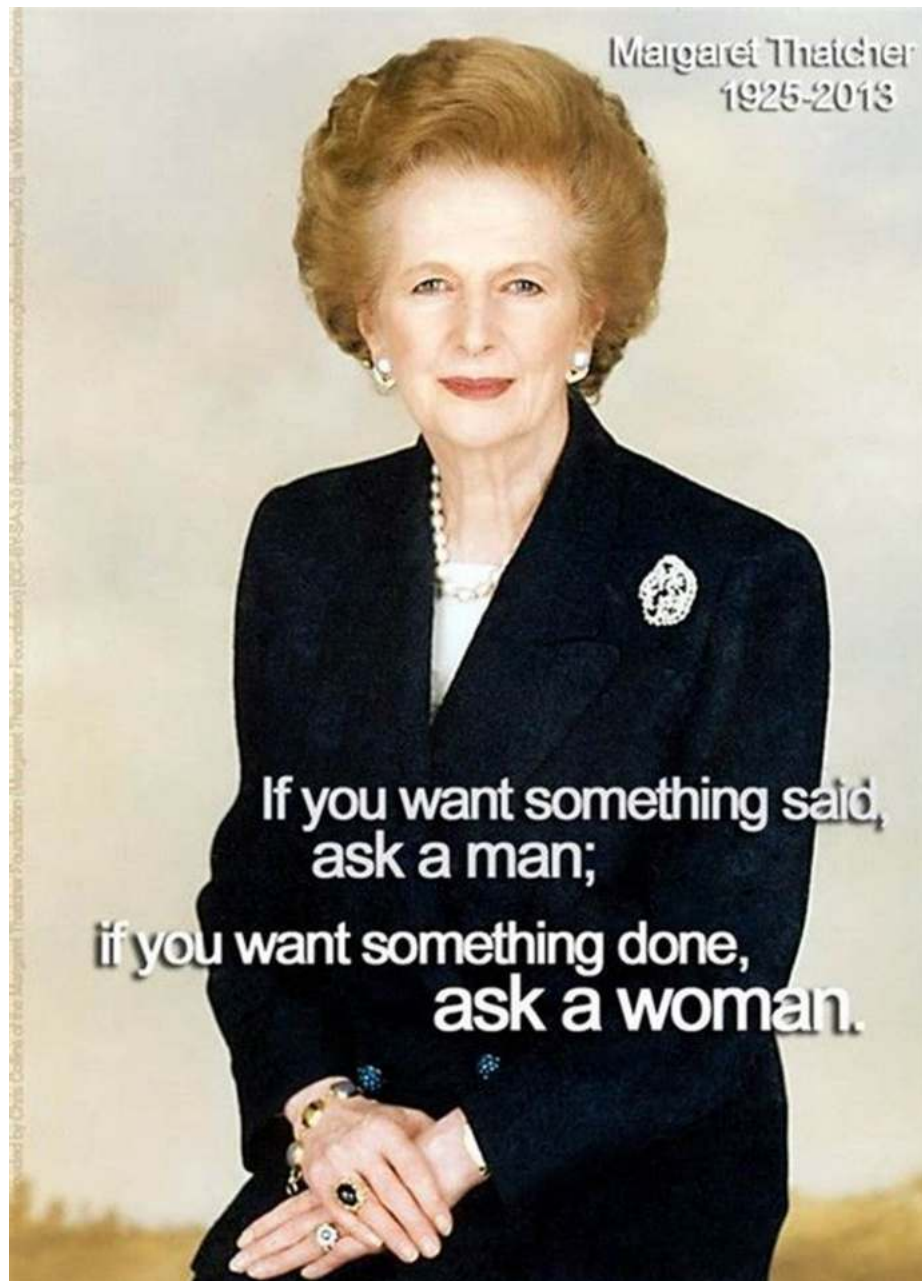 Margaret Thatcher
1925-2013
If you want something said,
ask a man;
if you want something done,
ask a woman.